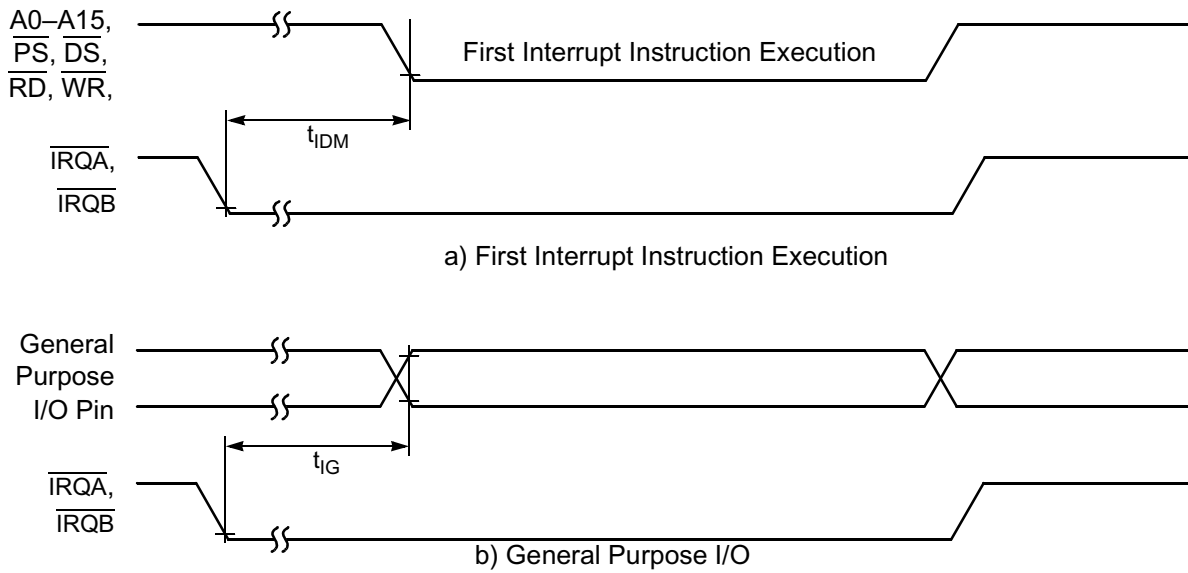 A0–A15,
PS, DS,
RD, WR,
First Interrupt Instruction Execution
tIDM
IRQA,
IRQB
a) First Interrupt Instruction Execution
General
Purpose
I/O Pin
tIG
IRQA,
IRQB
b) General Purpose I/O